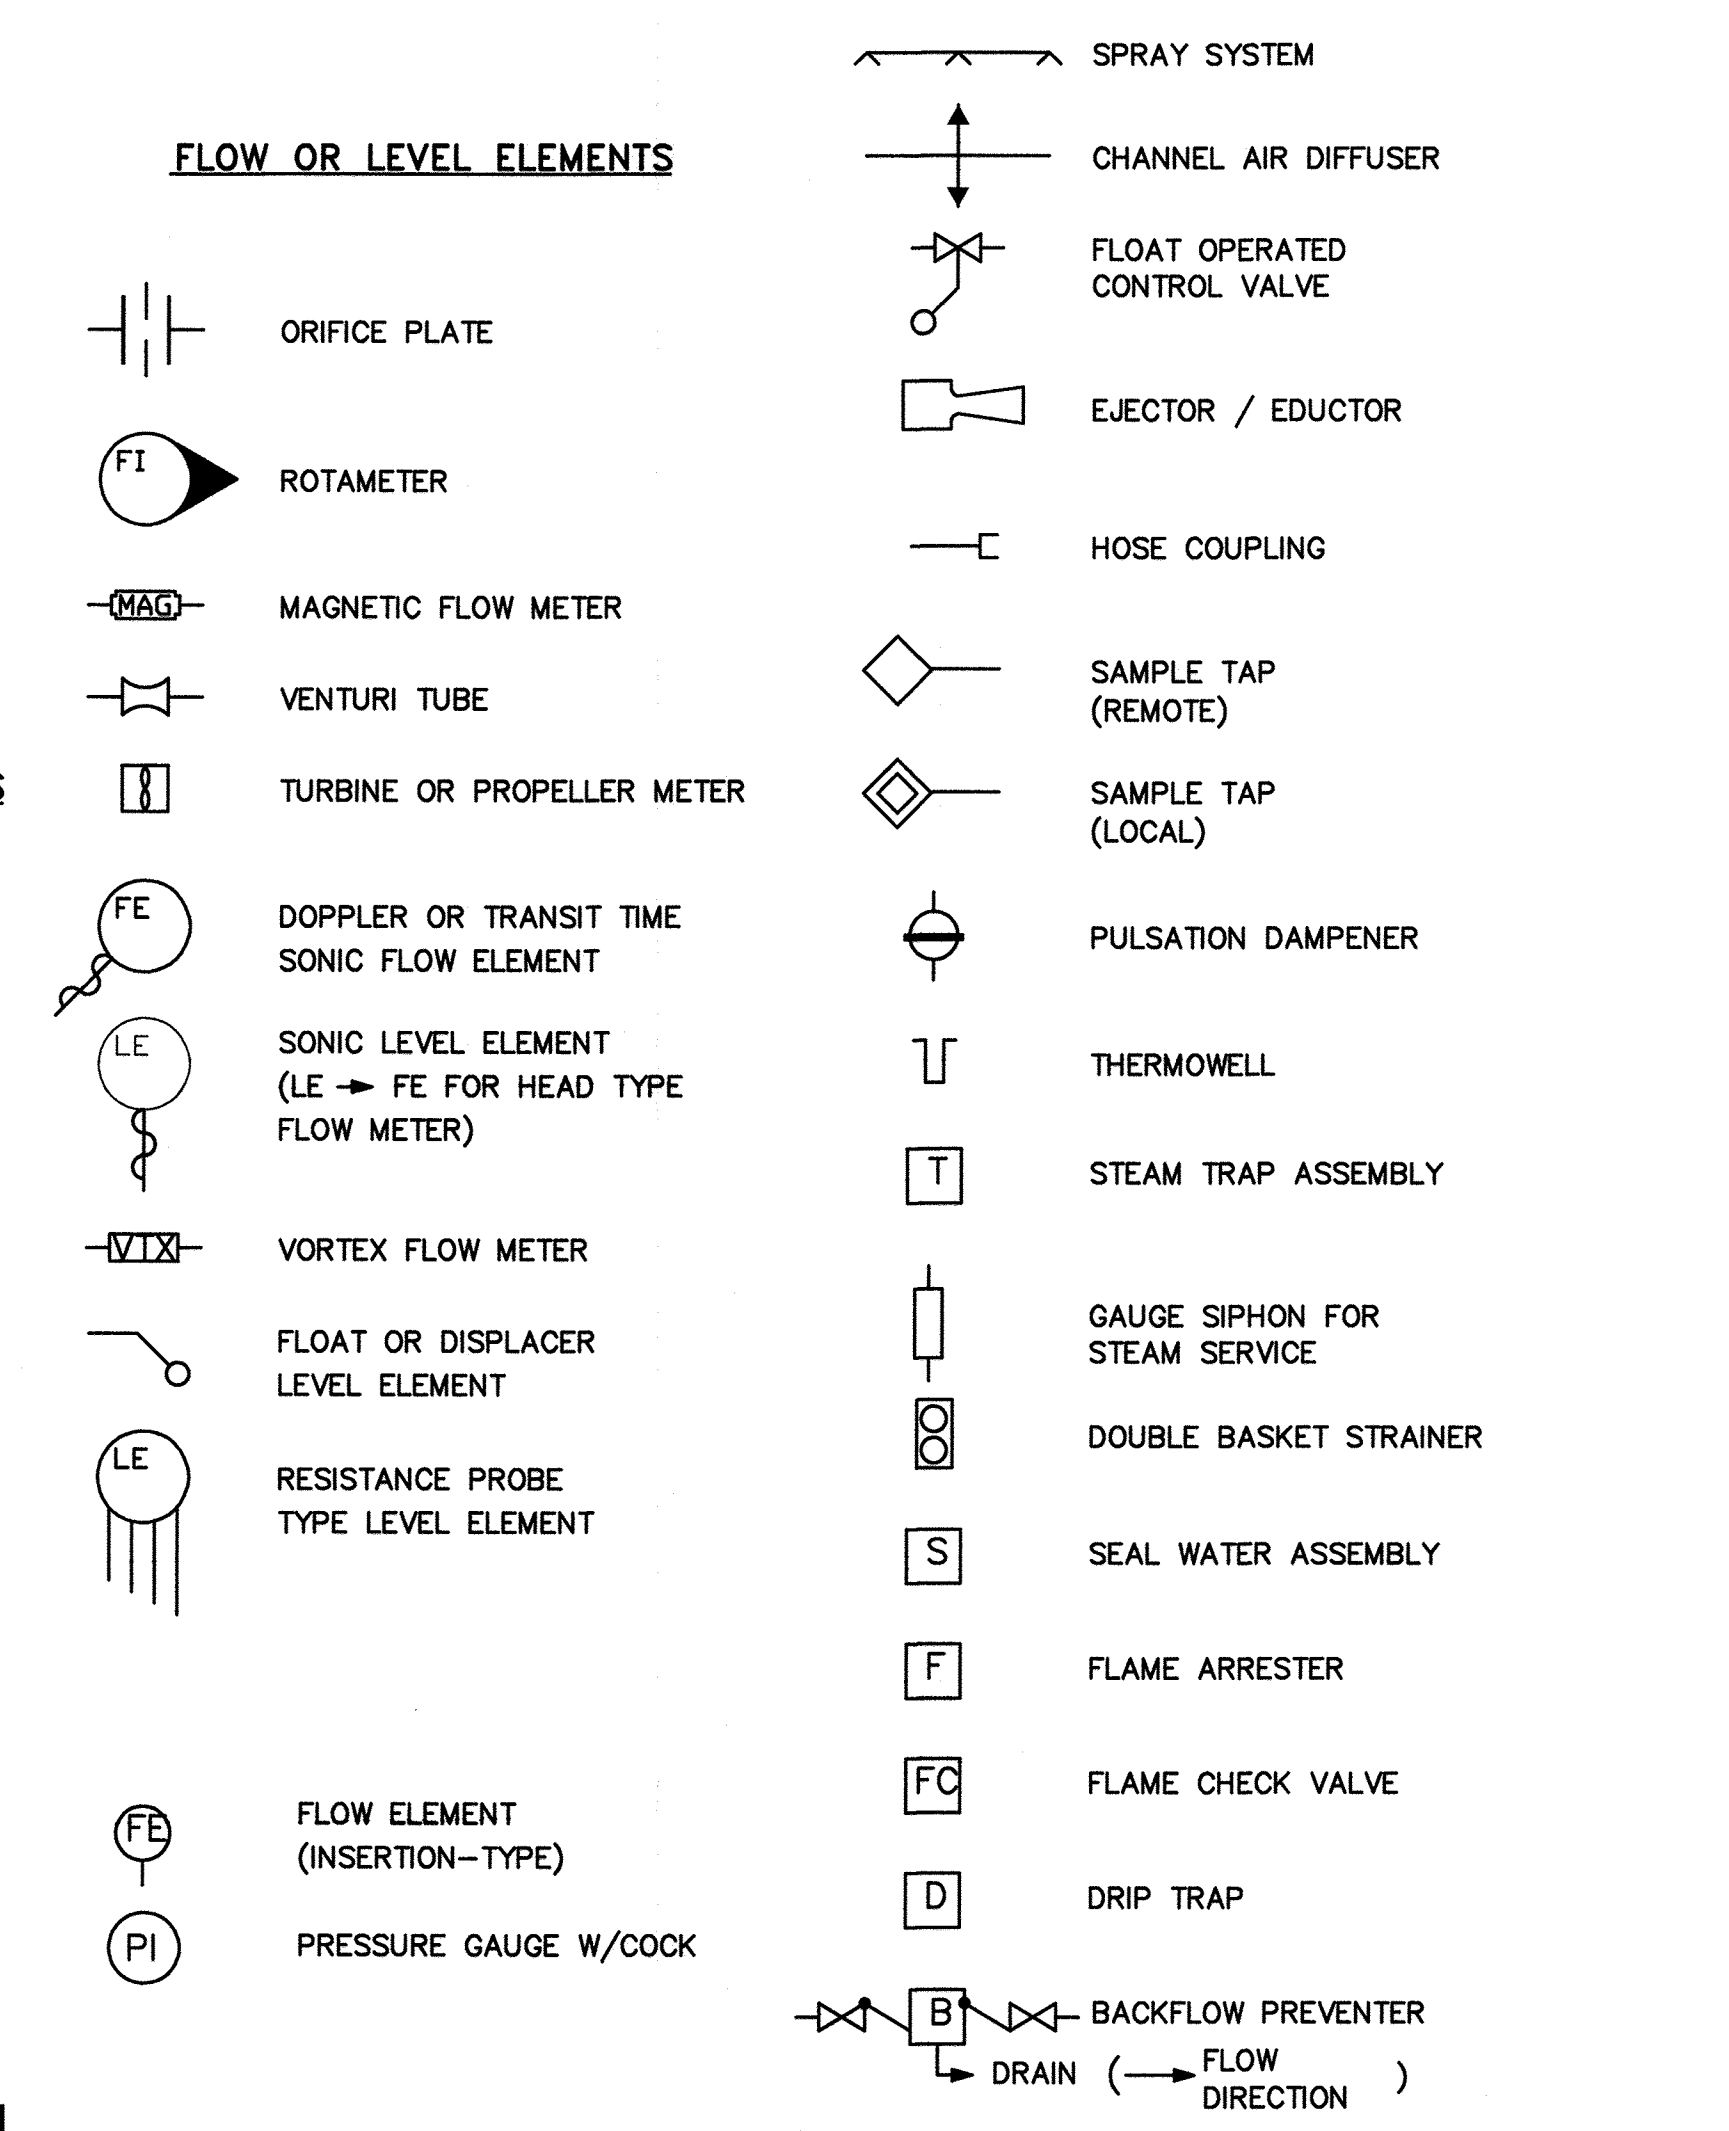 FLOW OR LEVEL ELEMENTS
ORIFICE PLATE
FI
ROTAMETER
MAG
MAGNETIC FLOW METER
VENTURI TUBE
TURBINE OR PROPELLER METER
FE
DOPPLER OR TRANSIT TIME
SONIC FLOW ELEMENT
LE
SONIC LEVEL ELEMENT
(LE → FE FOR HEAD TYPE
FLOW METER)
VTX
VORTEX FLOW METER
FLOAT OR DISPLACER
LEVEL ELEMENT
LE
RESISTANCE PROBE
TYPE LEVEL ELEMENT
FE
FLOW ELEMENT
(INSERTION-TYPE)
PI
PRESSURE GAUGE W/COCK
SPRAY SYSTEM
CHANNEL AIR DIFFUSER
FLOAT OPERATED
CONTROL VALVE
EJECTOR / EDUCTOR
HOSE COUPLING
SAMPLE TAP
(REMOTE)
SAMPLE TAP
(LOCAL)
PULSATION DAMPENER
THERMOWELL
T
STEAM TRAP ASSEMBLY
GAUGE SIPHON FOR
STEAM SERVICE
DOUBLE BASKET STRAINER
S
SEAL WATER ASSEMBLY
F
FLAME ARRESTER
FC
FLAME CHECK VALVE
D
DRIP TRAP
B
BACKFLOW PREVENTER
DRAIN (→ FLOW
DIRECTION )